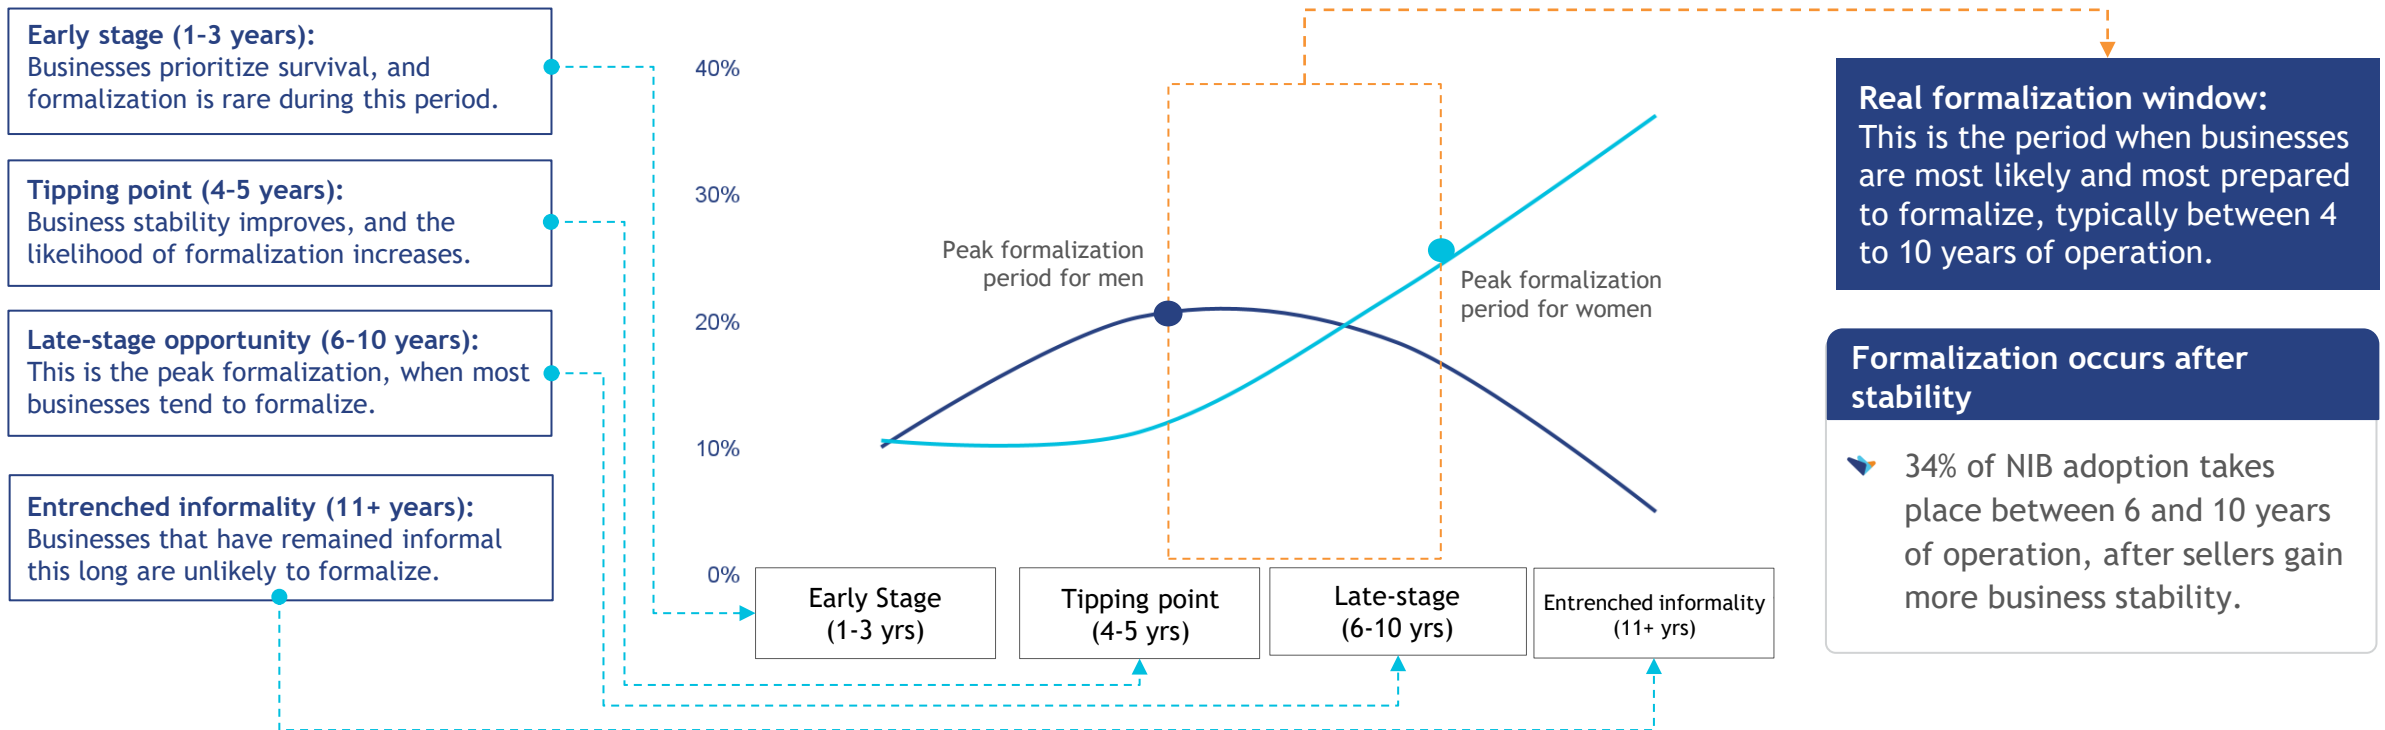 Early stage (1–3 years):
Businesses prioritize survival, and
formalization is rare during this period.
Tipping point (4–5 years):
Business stability improves, and the
likelihood of formalization increases.
Late-stage opportunity (6–10 years):
This is the peak formalization, when most
businesses tend to formalize.
Entrenched informality (11+ years):
Businesses that have remained informal
this long are unlikely to formalize.
40%
30%
20%
10%
0%
Peak formalization
period for men
Peak formalization
period for women
Early Stage
(1-3 yrs)
Tipping point
(4-5 yrs)
Late-stage
(6-10 yrs)
Entrenched informality
(11+ yrs)
Real formalization window:
This is the period when businesses
are most likely and most prepared
to formalize, typically between 4
to 10 years of operation.
Formalization occurs after
stability
34% of NIB adoption takes
place between 6 and 10 years
of operation, after sellers gain
more business stability.